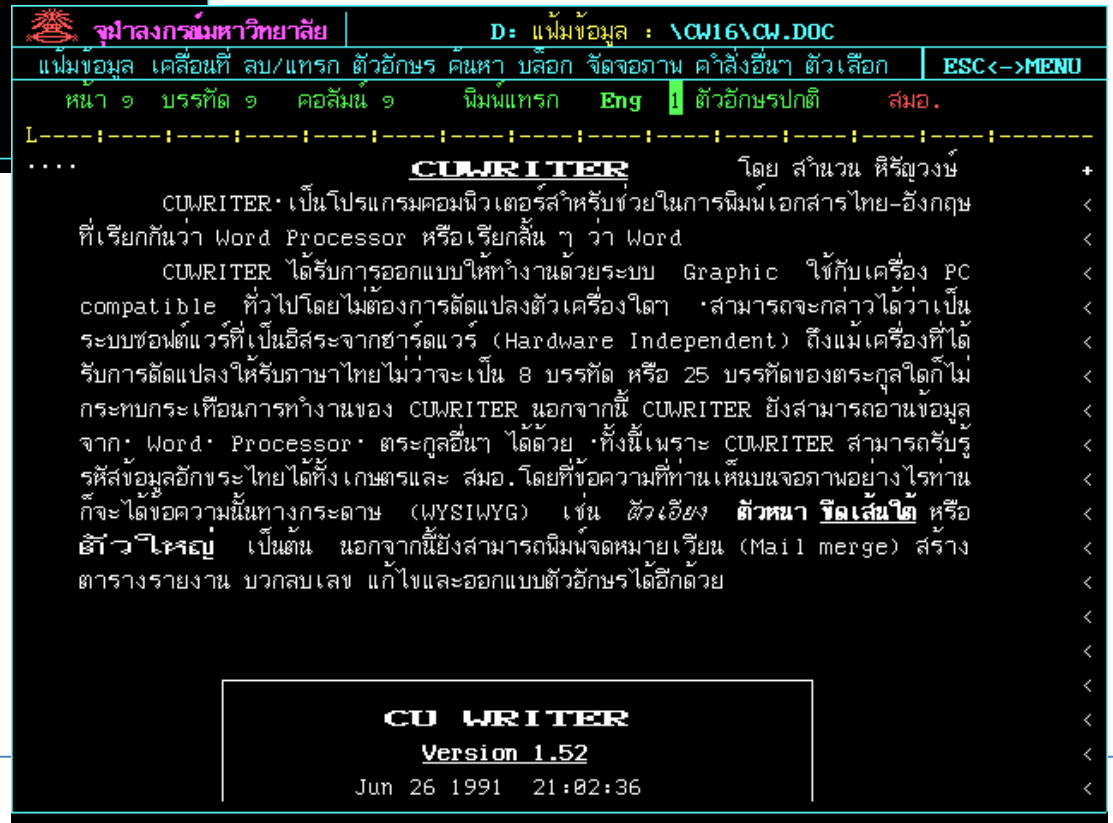 จุฬาลงกรณ์มหาวิทยาลัย D: แฟ้มข้อมูล : \CW16\CW.DOC
แฟ้มข้อมูล เคลื่อนที่ ลบ/แทรก ตัวอักษร ค้นหา บล็อก จัดจอภาพ คำสั่งอื่นๆ ตัวเลือก ESC<->MENU
หน้า ๑ บรรทัด ๑ คอลัมน์ ๑ พิมพ์แทรก Eng 1 ตัวอักษรปกติ สมอ.
L----:----:----:----:----:----:----:----:----:----:----:----:----:----:-------
···· CUWRITER โดย สำนวน หิรัญวงษ์ +
CUWRITER· เป็นโปรแกรมคอมพิวเตอร์สำหรับช่วยในการพิมพ์เอกสารไทย-อังกฤษ <
ที่เรียกกันว่า Word Processor หรือเรียกสั้น ๆ ว่า Word <
CUWRITER ได้รับการออกแบบให้ทำงานด้วยระบบ Graphic ใช้กับเครื่อง PC <
compatible ทั่วไปโดยไม่ต้องการดัดแปลงตัวเครื่องใดๆ ·สามารถจะกล่าวได้ว่าเป็น <
ระบบซอฟต์แวร์ที่เป็นอิสระจากฮาร์ดแวร์ (Hardware Independent) ถึงแม้เครื่องที่ได้ <
รับการดัดแปลงให้รับภาษาไทยไม่ว่าจะเป็น 8 บรรทัด หรือ 25 บรรทัดของตระกูลใดก็ไม่ <
กระทบกระเทือนการทำงานของ CUWRITER นอกจากนี้ CUWRITER ยังสามารถอ่านข้อมูล <
จาก· Word· Processor· ตระกูลอื่นๆ ได้ด้วย ·ทั้งนี้เพราะ CUWRITER สามารถรับรู้ <
รหัสข้อมูลอักขระไทยได้ทั้งเกษตรและ สมอ.โดยที่ข้อความที่ท่านเห็นบนจอภาพอย่างไรท่าน <
ก็จะได้ข้อความนั้นทางกระดาษ (WYSIWYG) เช่น ตัวเอียง ตัวหนา ขีดเส้นใต้ หรือ <
ตัวใหญ่ เป็นต้น นอกจากนี้ยังสามารถพิมพ์จดหมายเวียน (Mail merge) สร้าง <
ตารางรายงาน บวกลบเลข แก้ไขและออกแบบตัวอักษรได้อีกด้วย <
<
<
<
CU WRITER <
Version 1.52 <
Jun 26 1991 21:02:36 <